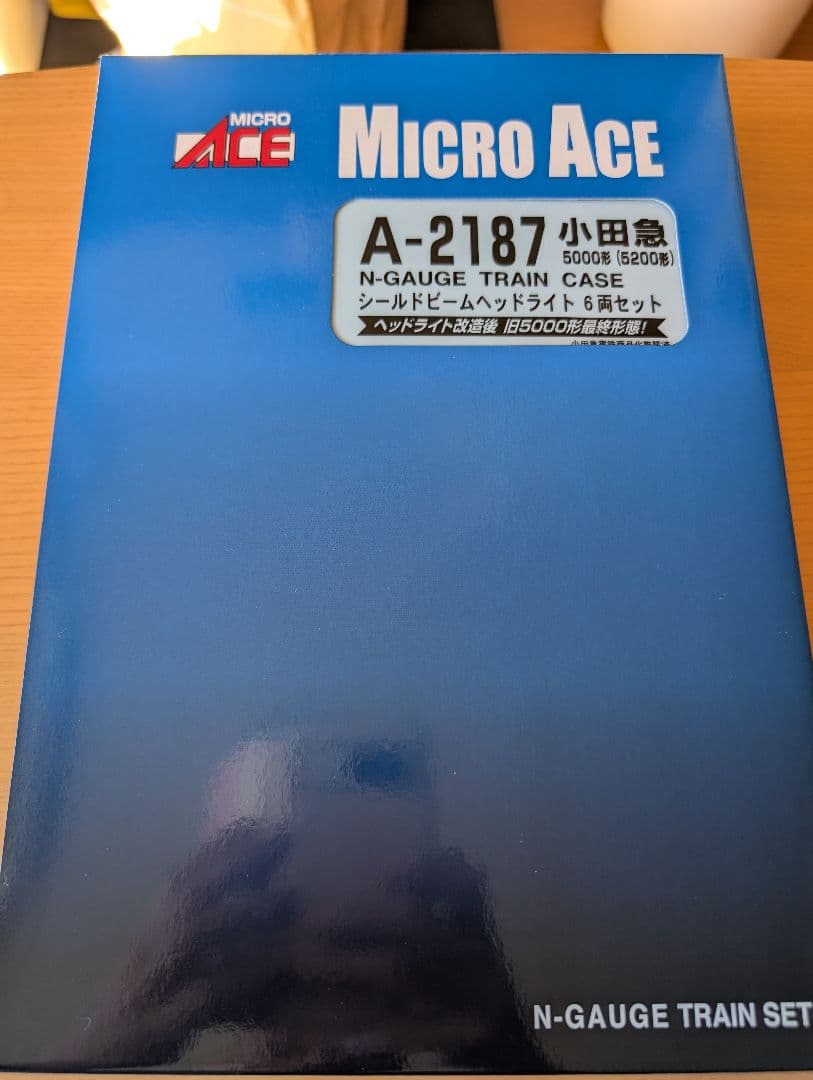 MICRO
ACE
MICRO ACE
A-2187 小田急
5000形(5200形)
N-GAUGE TRAIN CASE
シールドビームヘッドライト 6両セット
ヘッドライト改造後 旧5000形最終形態!
N-GAUGE TRAIN SET